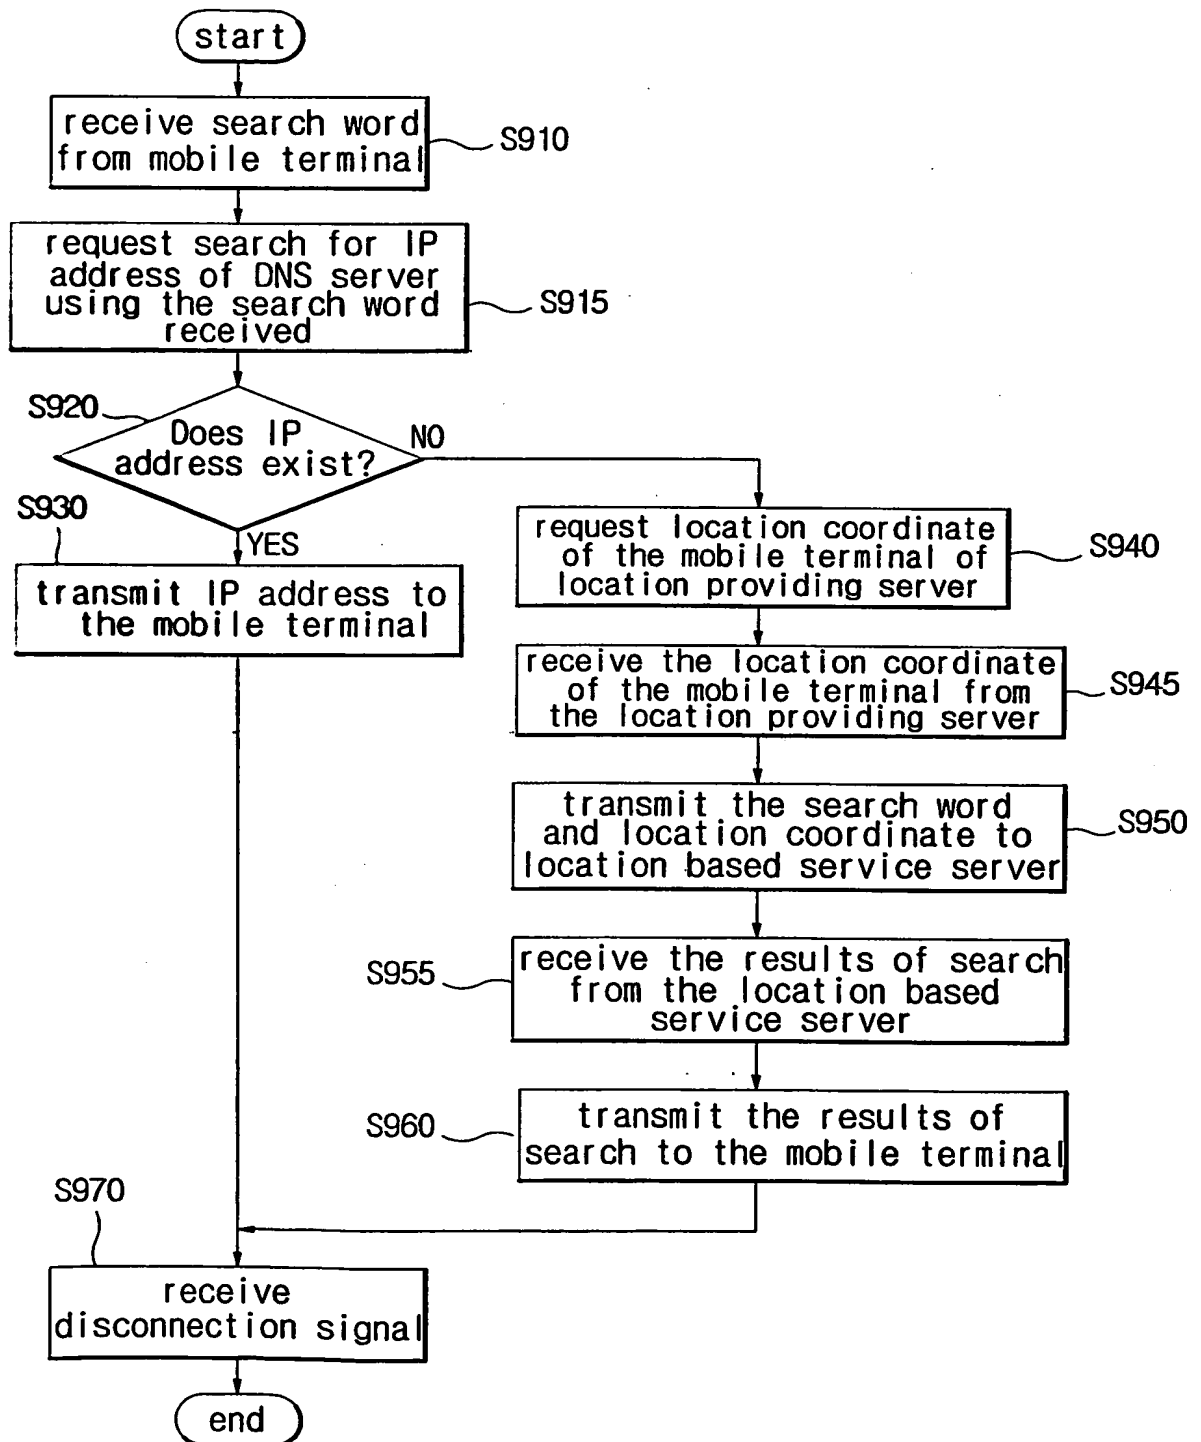 start
receive search word
from mobile terminal
S910
request search for IP
address of DNS server
using the search word
received
S915
S920
Does IP
address exist?
NO
YES
S930
transmit IP address to
the mobile terminal
request location coordinate
of the mobile terminal of
location providing server
S940
receive the location coordinate
of the mobile terminal from
the location providing server
S945
transmit the search word
and location coordinate to
location based service server
S950
S955
receive the results of search
from the location based
service server
S960
transmit the results of
search to the mobile terminal
S970
receive
disconnection signal
end